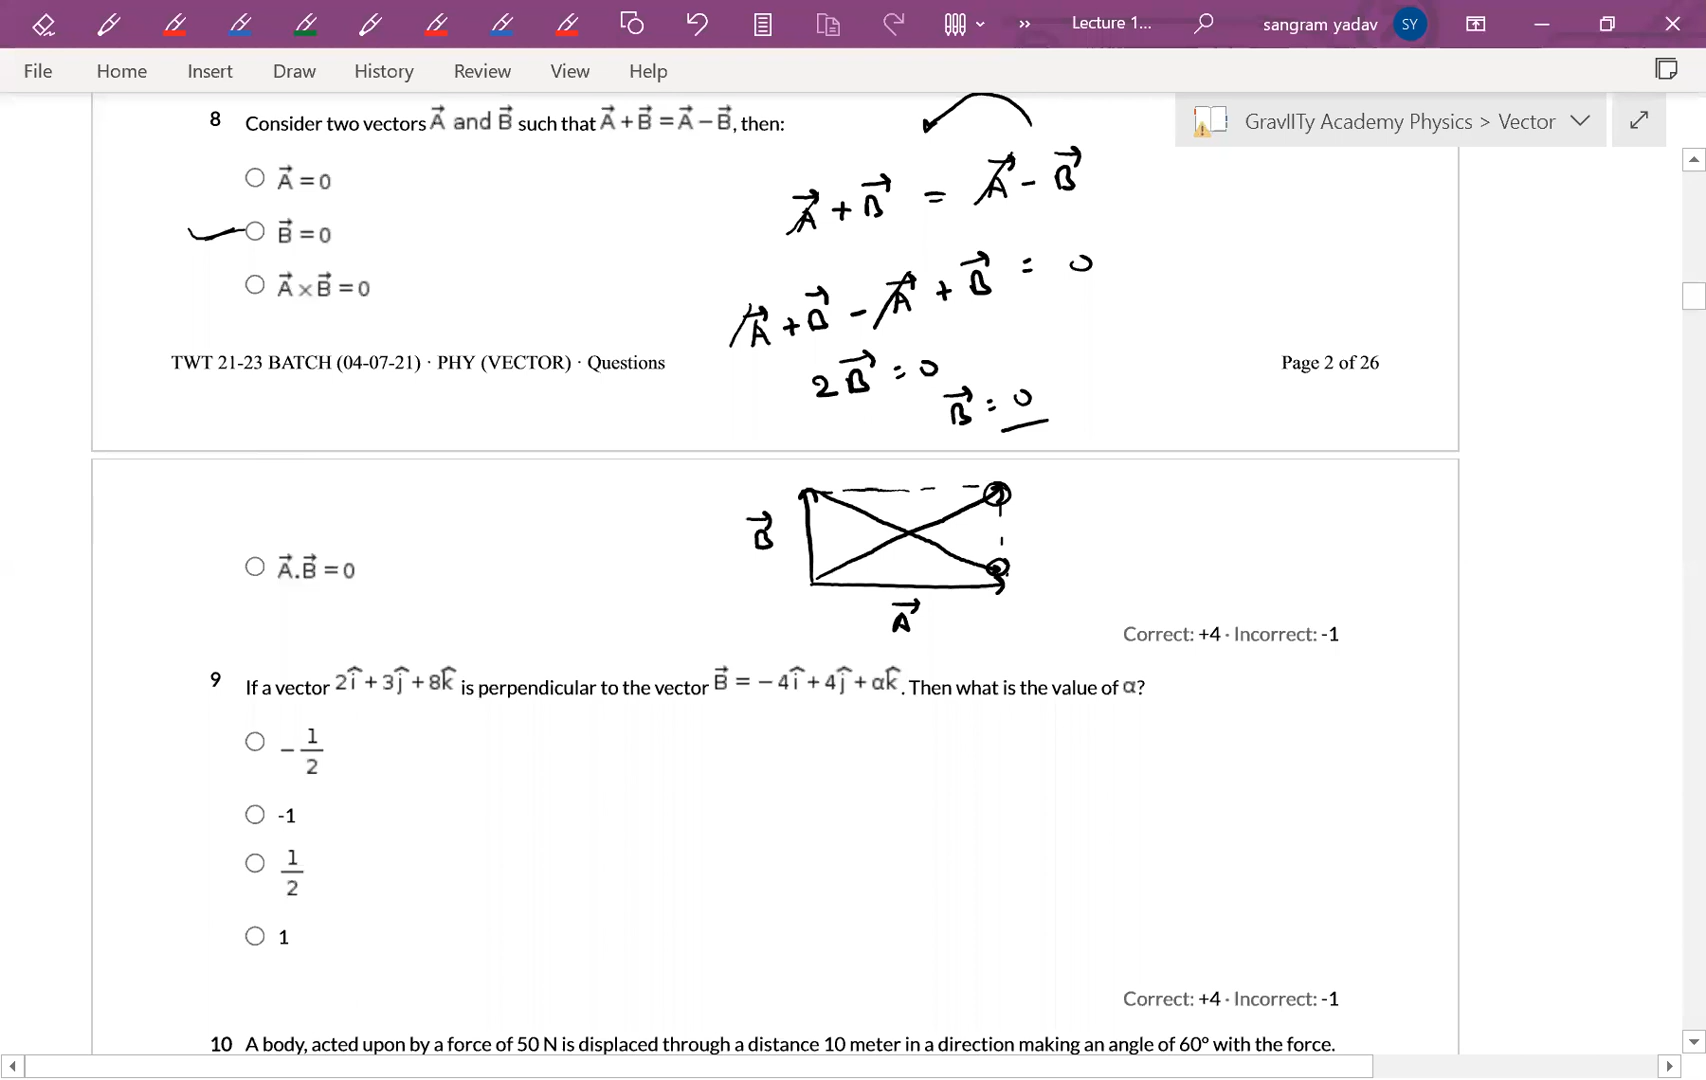 Lecture 1...
sangram yadav
SY
File
Home
Insert
Draw
History
Review
View
Help
GravIITy Academy Physics > Vector
8 Consider two vectors A⃗ and B⃗ such that A⃗ + B⃗ = A⃗ − B⃗, then:
A⃗ = 0
B⃗ = 0
A⃗ × B⃗ = 0
A⃗ + B⃗ = A⃗ − B⃗
A⃗ + B⃗ − A⃗ + B⃗ = 0
2B⃗ = 0
B⃗ = 0
TWT 21-23 BATCH (04-07-21) · PHY (VECTOR) · Questions
Page 2 of 26
B⃗
A⃗
A⃗.B⃗ = 0
Correct: +4 · Incorrect: -1
9 If a vector 2î + 3ĵ + 8k̂ is perpendicular to the vector B⃗ = − 4î + 4ĵ + αk̂. Then what is the value of α?
− 1/2
-1
1/2
1
Correct: +4 · Incorrect: -1
10 A body, acted upon by a force of 50 N is displaced through a distance 10 meter in a direction making an angle of 60° with the force.